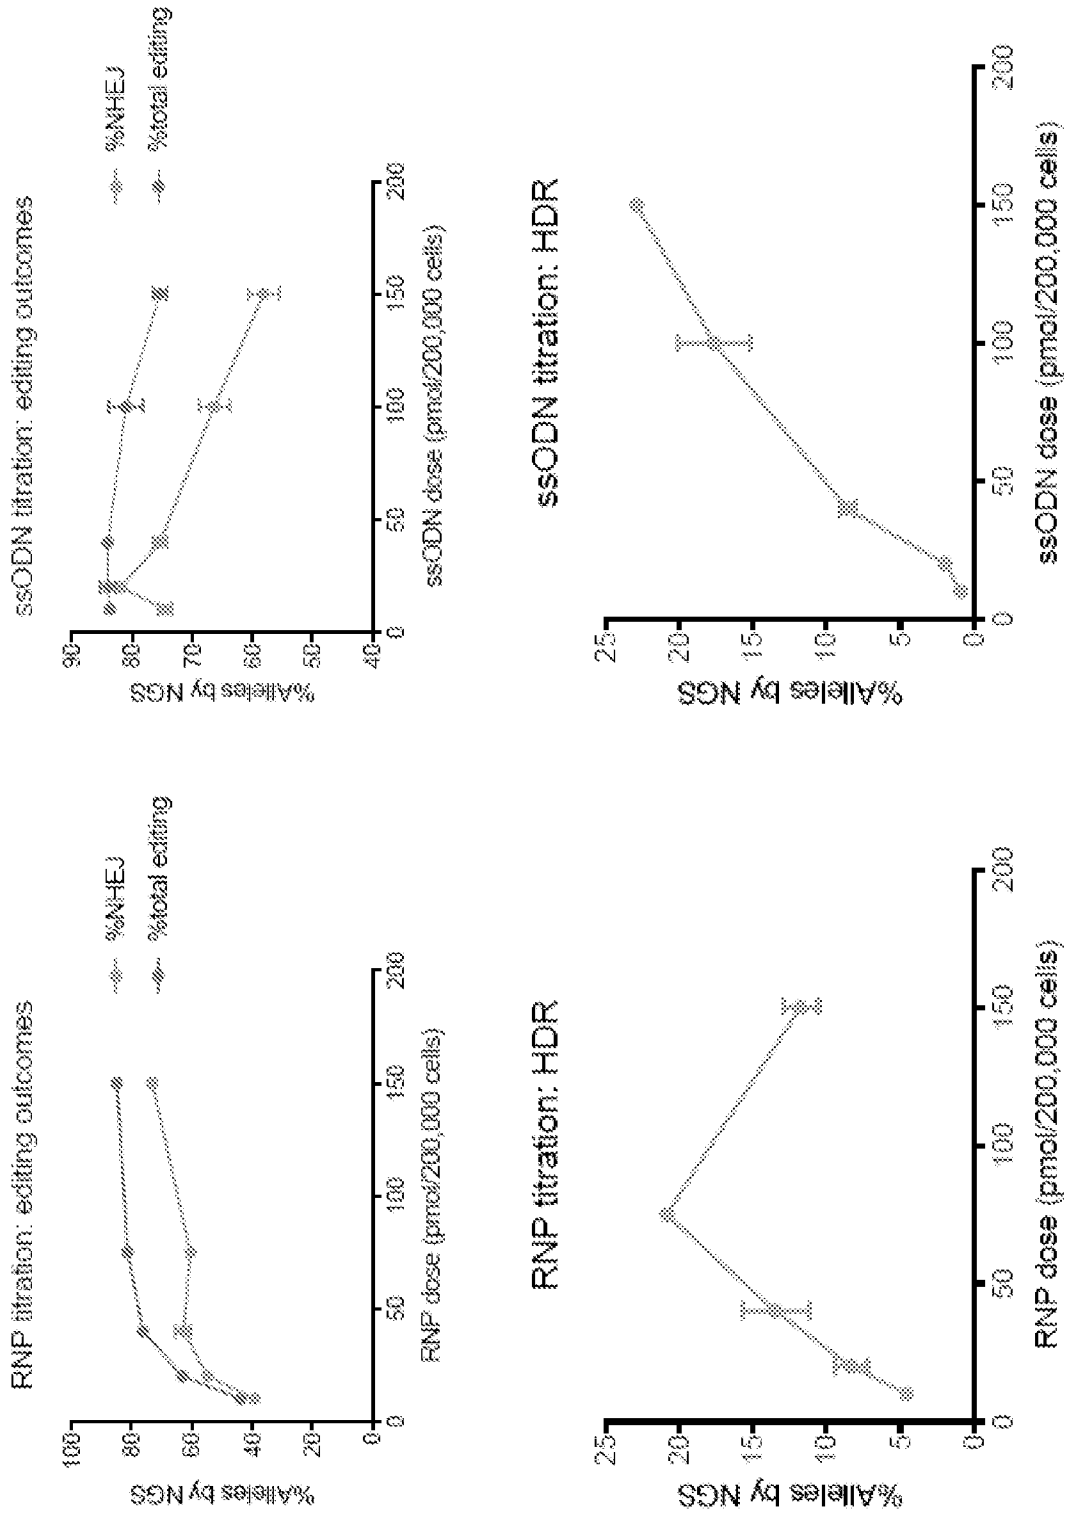 RNP titration: editing outcomes
%Alleles by NGS
100
80
60
40
20
0
0
50
100
150
200
RNP dose (pmol/200,000 cells)
%NHEJ
%total editing
ssODN titration: editing outcomes
%Alleles by NGS
90
80
70
60
50
40
0
50
100
150
200
ssODN dose (pmol/200,000 cells)
%NHEJ
%total editing
RNP titration: HDR
%Alleles by NGS
25
20
15
10
5
0
0
50
100
150
200
RNP dose (pmol/200,000 cells)
ssODN titration: HDR
%Alleles by NGS
25
20
15
10
5
0
0
50
100
150
200
ssODN dose (pmol/200,000 cells)